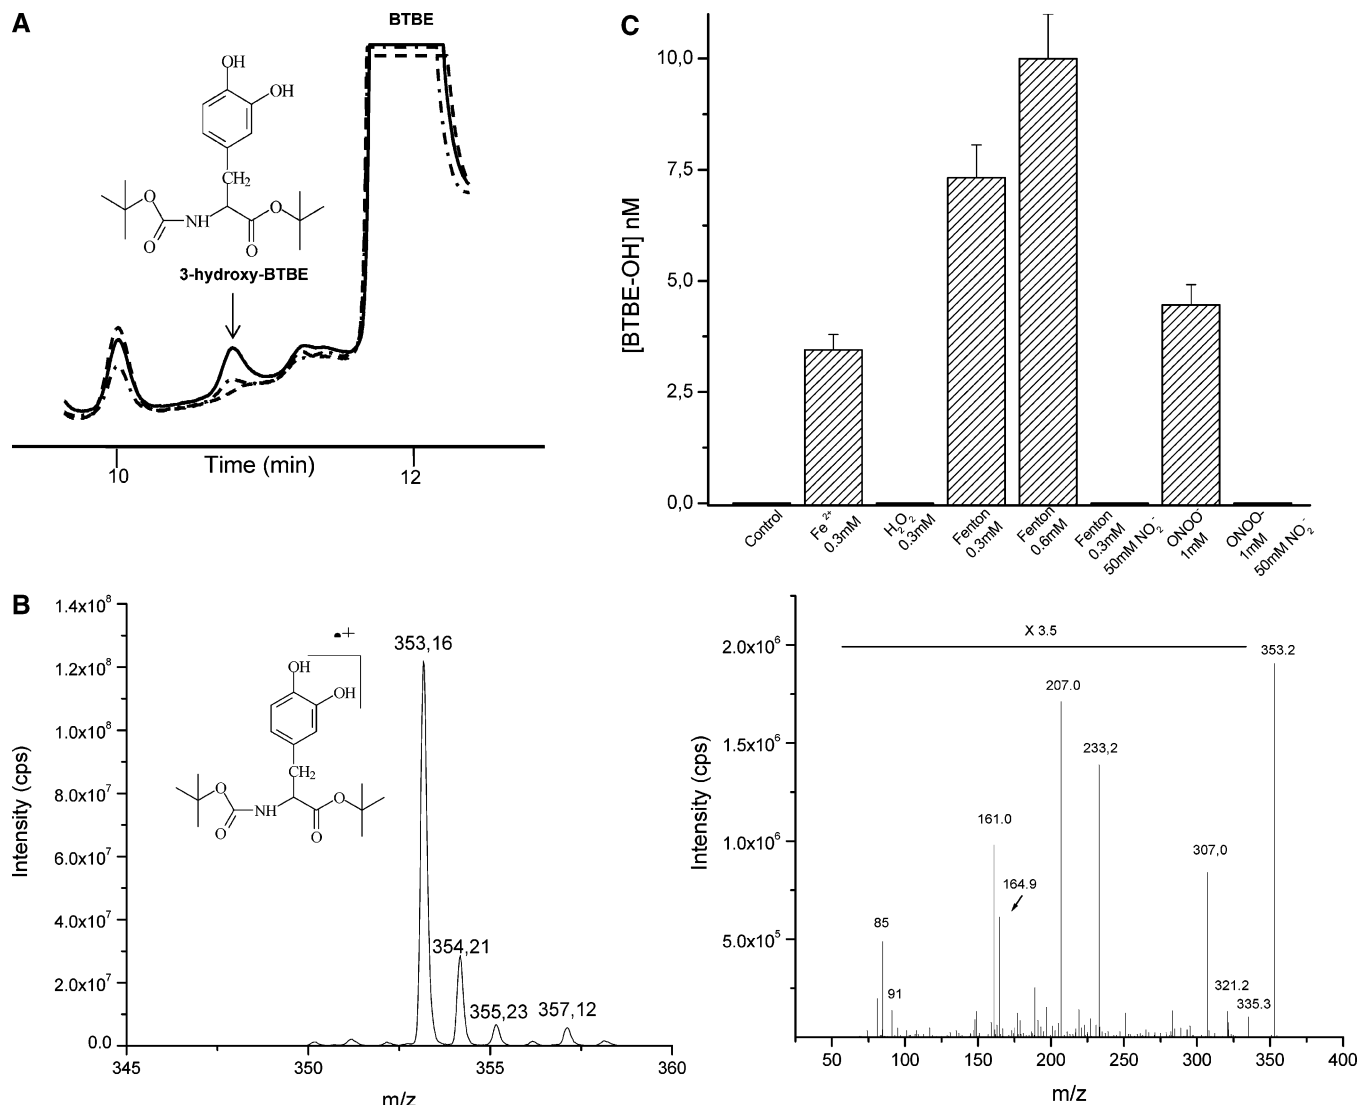 A
BTBE
OH
OH
CH2
O
O
NH
O
O
3-hydroxy-BTBE
Time (min)
10
12
C
[BTBE-OH] nM
10,0
7,5
5,0
2,5
0,0
Control
Fe2+
0.3mM
H2O2
0.3mM
Fenton
0.3mM
Fenton
0.6mM
Fenton
0.3mM
50mM NO2-
ONOO-
1mM
ONOO-
1mM
50mM NO2-
B
Intensity (cps)
1.4x10^8
1.2x10^8
1.0x10^8
8.0x10^7
6.0x10^7
4.0x10^7
2.0x10^7
0.0
•+
OH
OH
CH2
O
O
NH
O
O
353,16
354,21
355,23
357,12
345
350
355
360
m/z
Intensity (cps)
2.0x10^6
1.5x10^6
1.0x10^6
5.0x10^5
X 3.5
353.2
207.0
233,2
161.0
307,0
164.9
85
91
321.2
335.3
50
100
150
200
250
300
350
400
m/z